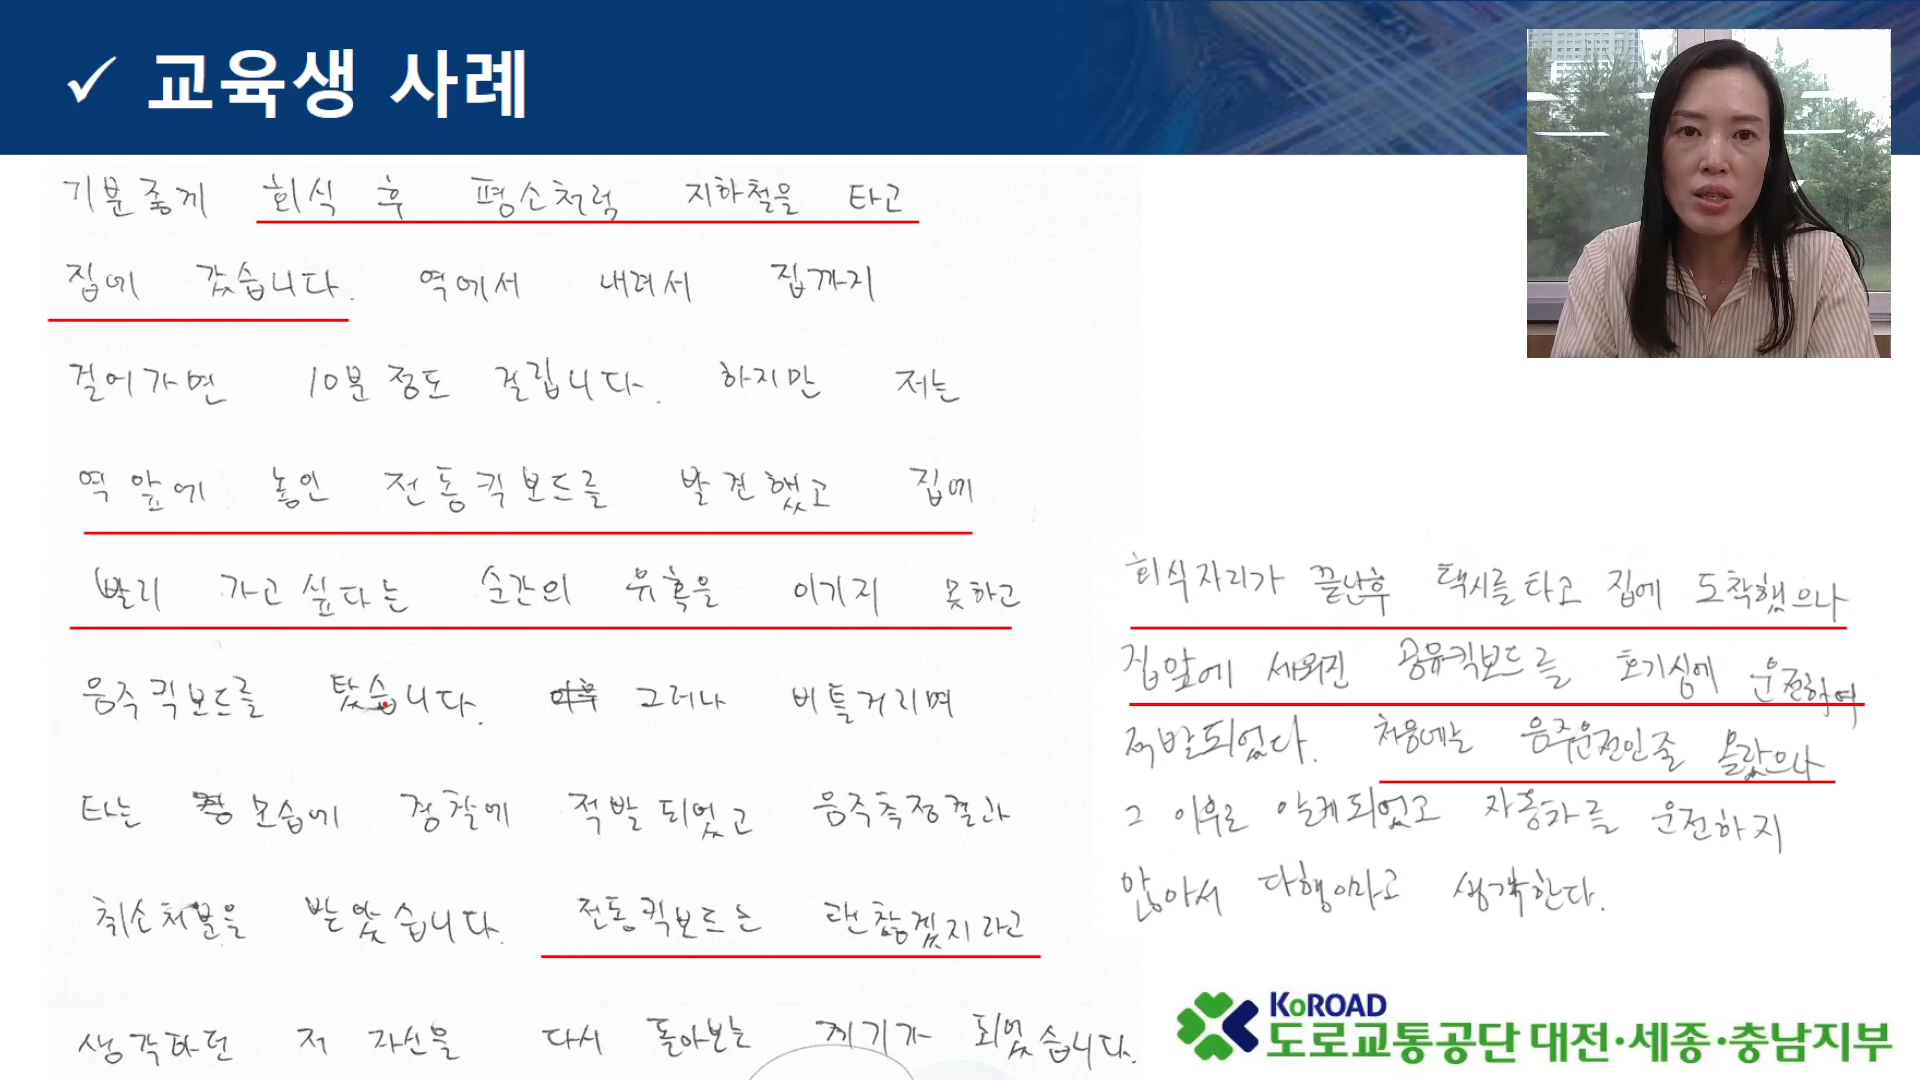 ✓ 교육생 사례
기분좋게 회식 후 평소처럼 지하철을 타고
집에 갔습니다. 역에서 내려서 집까지
걸어가면 10분 정도 걸립니다. 하지만 저는
역 앞에 놓인 전동킥보드를 발견했고 집에
빨리 가고 싶다는 순간의 유혹을 이기지 못하고
음주킥보드를 탔습니다. 그러나 비틀거리며
타는 모습에 경찰에 적발되었고 음주측정결과
취소처분을 받았습니다. 전동킥보드는 괜찮겠지라고
생각하던 저 자신을 다시 돌아보는 계기가 되었습니다.
회식자리가 끝난후 택시를 타고 집에 도착했으나
집앞에 세워진 공유킥보드를 호기심에 운전하여
적발되었다. 처음에는 음주운전인줄 몰랐으나
그 이후로 알게되었고 자동차를 운전하지
않아서 다행이라고 생각한다.
KoROAD
도로교통공단 대전·세종·충남지부